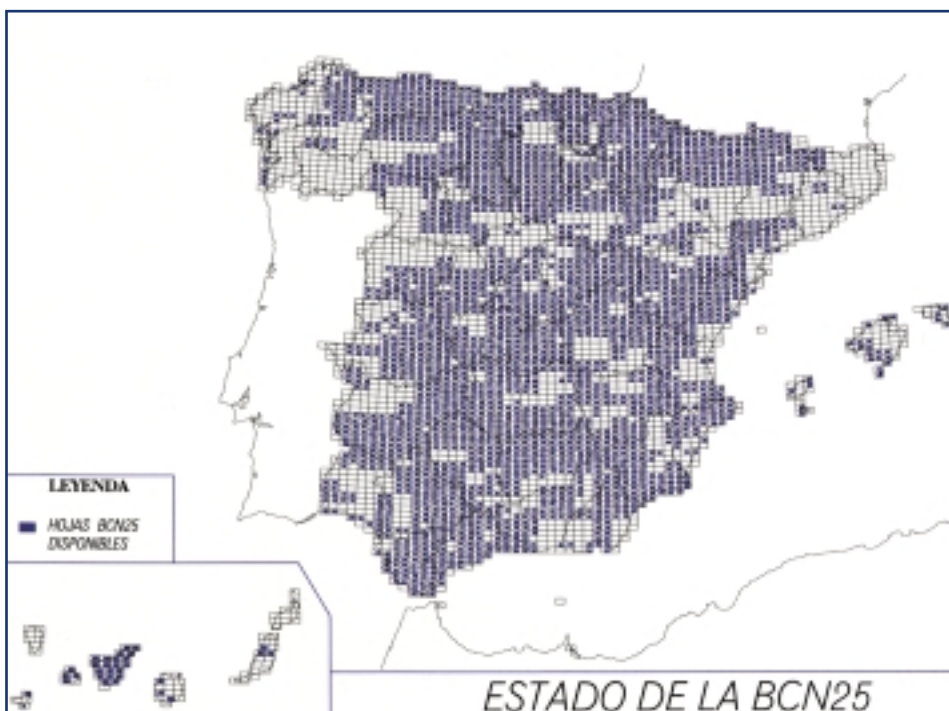 LEYENDA
HOJAS BCN25
DISPONIBLES
ESTADO DE LA BCN25